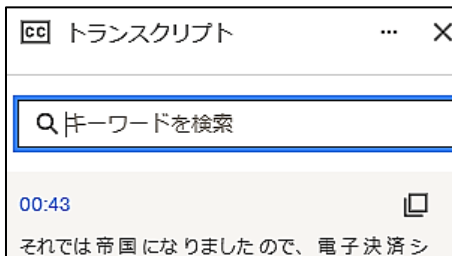 CC トランスクリプト ... ×
キーワードを検索
00:43
それでは帝国になりましたので、電子決済シ